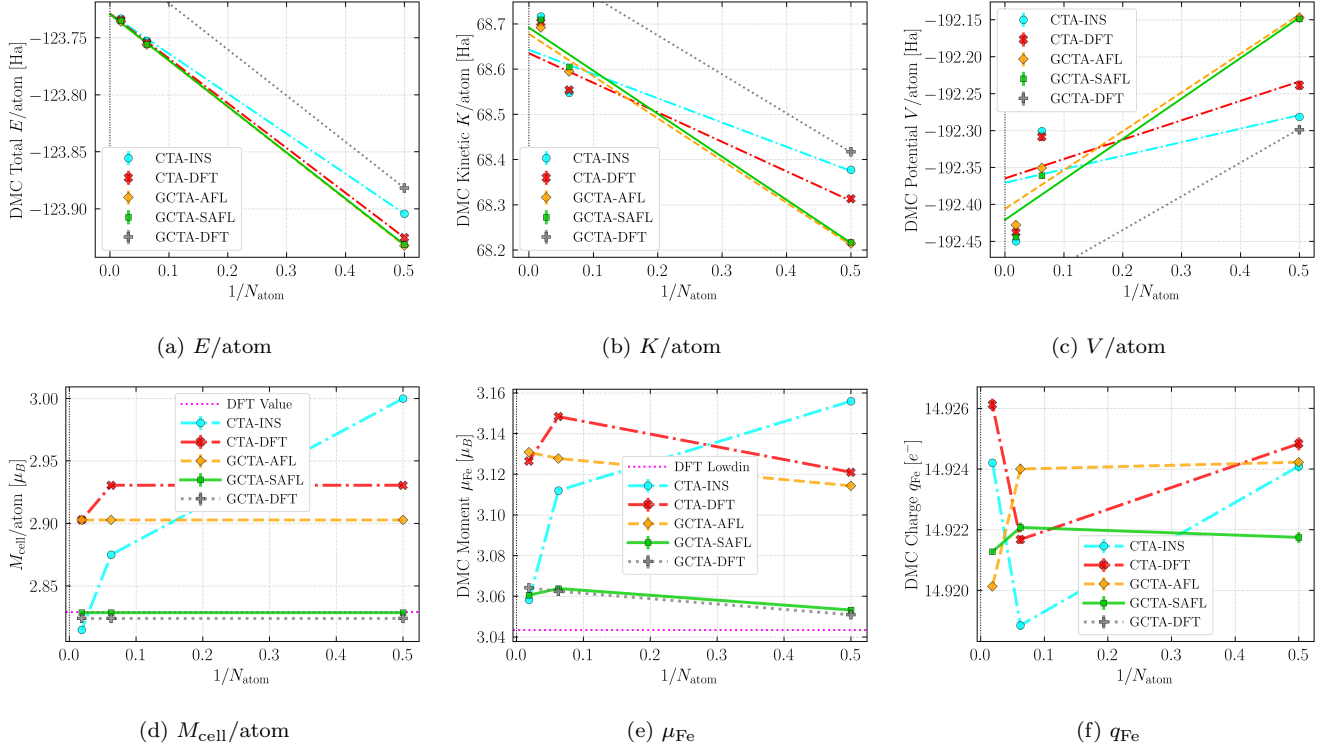 DMC Total E/atom [Ha]
−123.75
−123.80
−123.85
−123.90
CTA-INS
CTA-DFT
GCTA-AFL
GCTA-SAFL
GCTA-DFT
0.0 0.1 0.2 0.3 0.4 0.5
1/N_atom
(a) E/atom
DMC Kinetic K/atom [Ha]
68.7
68.6
68.5
68.4
68.3
68.2
CTA-INS
CTA-DFT
GCTA-AFL
GCTA-SAFL
GCTA-DFT
0.0 0.1 0.2 0.3 0.4 0.5
1/N_atom
(b) K/atom
DMC Potential V/atom [Ha]
−192.15
−192.20
−192.25
−192.30
−192.35
−192.40
−192.45
CTA-INS
CTA-DFT
GCTA-AFL
GCTA-SAFL
GCTA-DFT
0.0 0.1 0.2 0.3 0.4 0.5
1/N_atom
(c) V/atom
M_cell/atom [μ_B]
3.00
2.95
2.90
2.85
DFT Value
CTA-INS
CTA-DFT
GCTA-AFL
GCTA-SAFL
GCTA-DFT
0.0 0.1 0.2 0.3 0.4 0.5
1/N_atom
(d) M_cell/atom
DMC Moment μ_Fe [μ_B]
3.16
3.14
3.12
3.10
3.08
3.06
3.04
DFT Lowdin
CTA-INS
CTA-DFT
GCTA-AFL
GCTA-SAFL
GCTA-DFT
0.0 0.1 0.2 0.3 0.4 0.5
1/N_atom
(e) μ_Fe
DMC Charge q_Fe [e⁻]
14.926
14.924
14.922
14.920
CTA-INS
CTA-DFT
GCTA-AFL
GCTA-SAFL
GCTA-DFT
0.0 0.1 0.2 0.3 0.4 0.5
1/N_atom
(f) q_Fe